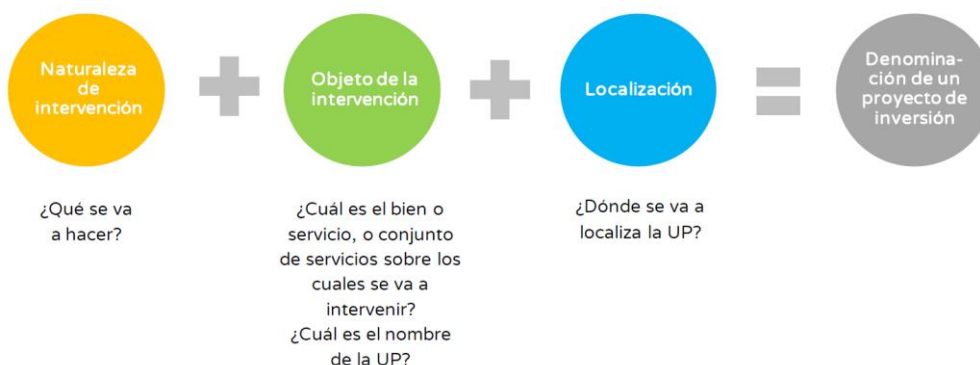 Naturaleza
de
intervención
Objeto de la
intervención
Localización
Denomina-
ción de un
proyecto de
inversión
¿Qué se va
a hacer?
¿Cuál es el bien o
servicio, o conjunto
de servicios sobre los
cuales se va a
intervenir?
¿Cuál es el nombre
de la UP?
¿Dónde se va a
localiza la UP?